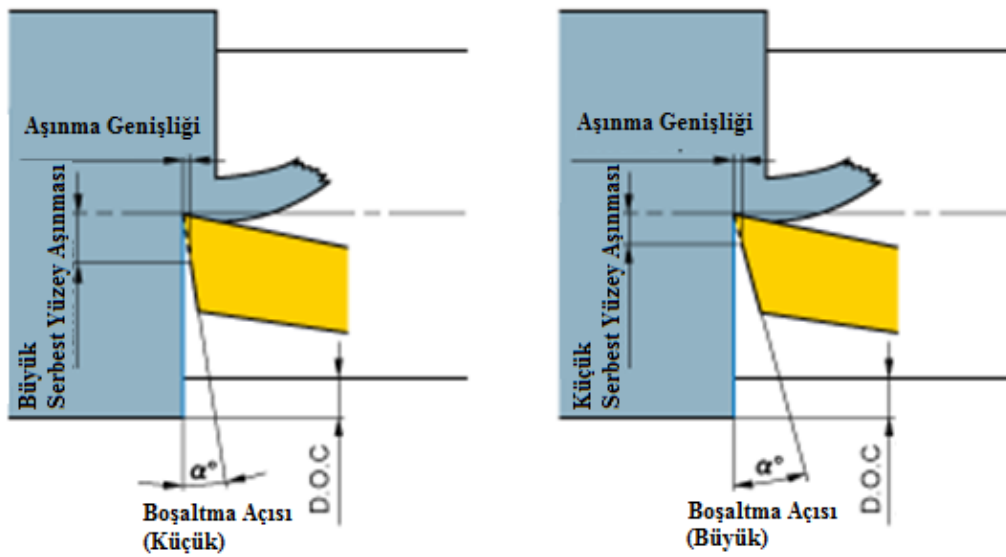 Aşınma Genişliği
Büyük
Serbest Yüzey Aşınması
α°
D.O.C
Boşaltma Açısı
(Küçük)
Aşınma Genişliği
Küçük
Serbest Yüzey Aşınması
α°
D.O.C
Boşaltma Açısı
(Büyük)